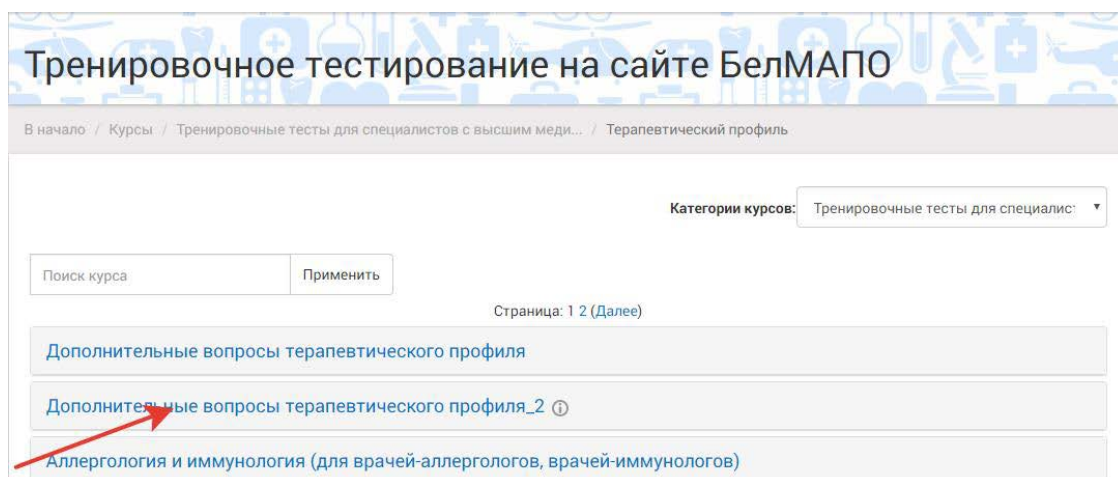 Тренировочное тестирование на сайте БелМАПО
В начало / Курсы / Тренировочные тесты для специалистов с высшим меди... / Терапевтический профиль
Категории курсов: Тренировочные тесты для специалис
Поиск курса Применить
Страница: 1 2 (Далее)
Дополнительные вопросы терапевтического профиля
Дополнительные вопросы терапевтического профиля_2
Аллергология и иммунология (для врачей-аллергологов, врачей-иммунологов)